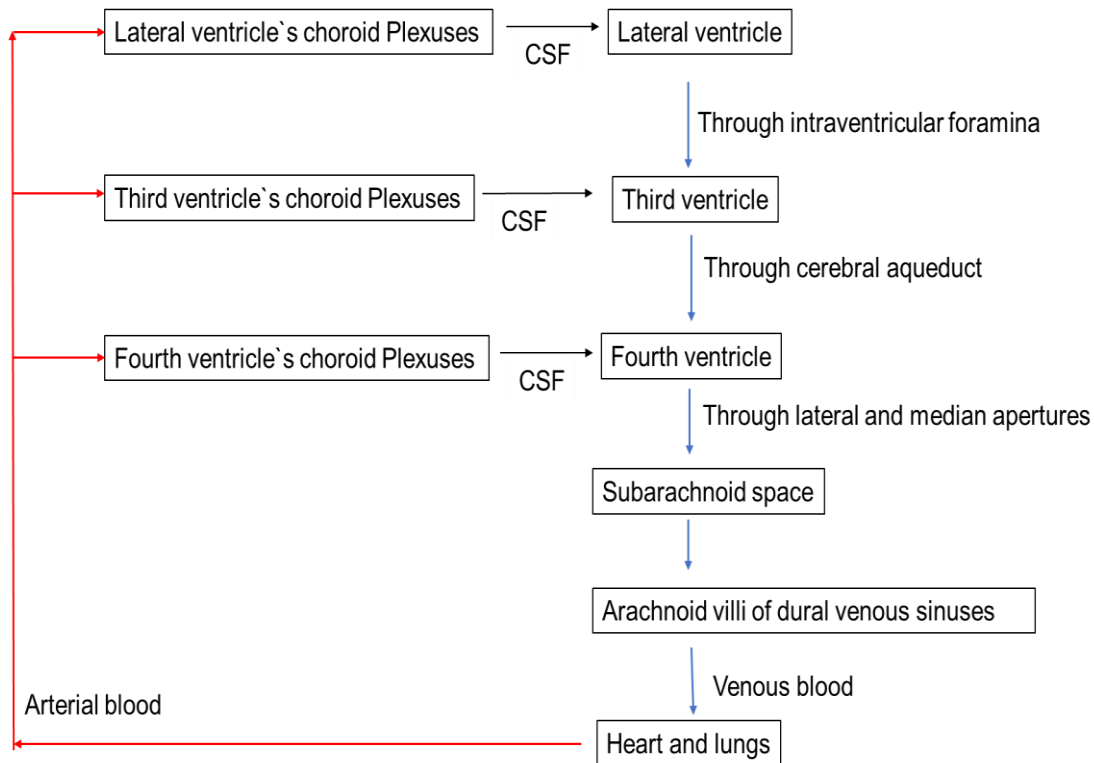 Lateral ventricle`s choroid Plexuses
CSF
Lateral ventricle
Through intraventricular foramina
Third ventricle`s choroid Plexuses
CSF
Third ventricle
Through cerebral aqueduct
Fourth ventricle`s choroid Plexuses
CSF
Fourth ventricle
Through lateral and median apertures
Subarachnoid space
Arachnoid villi of dural venous sinuses
Venous blood
Arterial blood
Heart and lungs